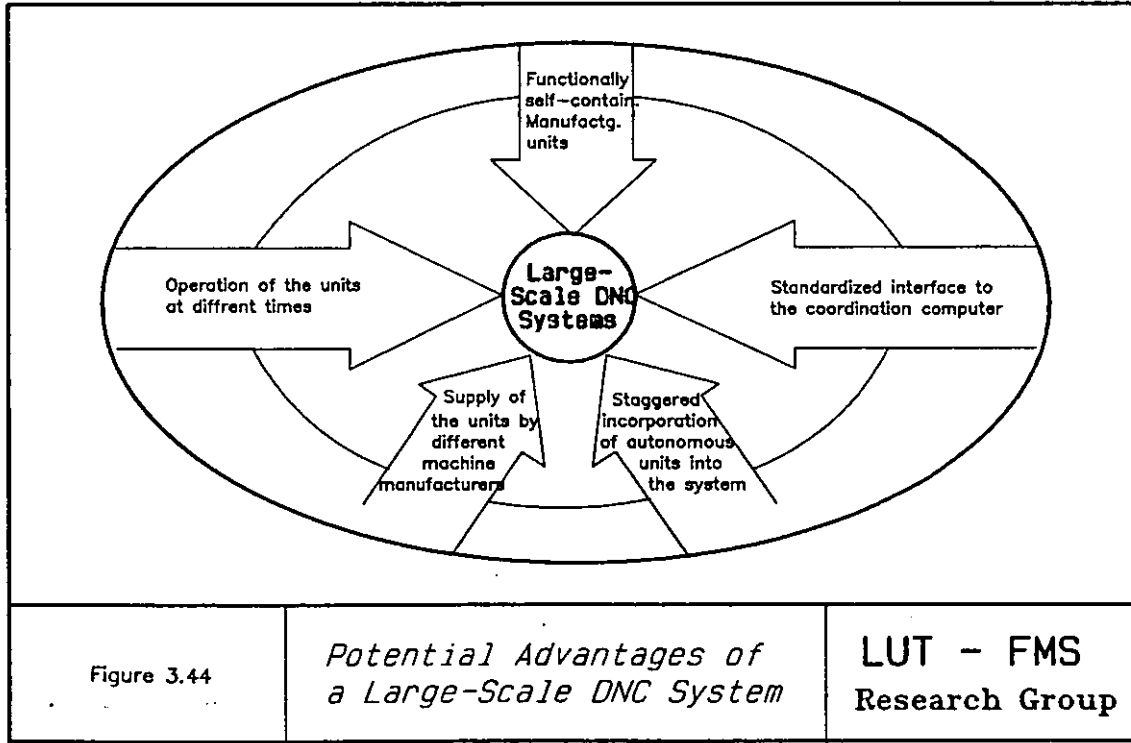 Functionally
self-contain.
Manufactg.
units
Operation of the units
at diffrent times
Large-
Scale DNC
Systems
Standardized interface to
the coordination computer
Supply of
the units by
different
machine
manufacturers
Staggered
incorporation
of autonomous
units into
the system
Figure 3.44
Potential Advantages of
a Large-Scale DNC System
LUT - FMS
Research Group